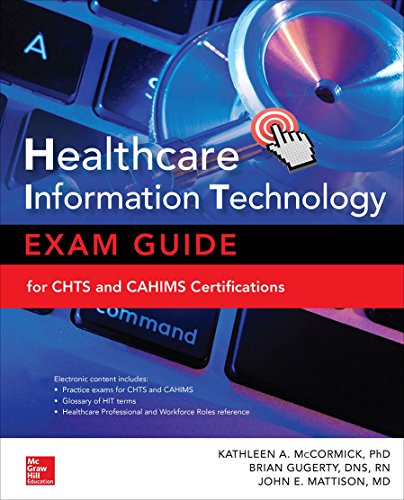 Healthcare
Information Technology
EXAM GUIDE
for CHTS and CAHIMS Certifications
command
Electronic content includes:
• Practice exams for CHTS and CAHIMS
• Glossary of HIT terms
• Healthcare Professional and Workforce Roles reference
Mc
Graw
Hill
Education
KATHLEEN A. McCORMICK, PhD
BRIAN GUGERTY, DNS, RN
JOHN E. MATTISON, MD